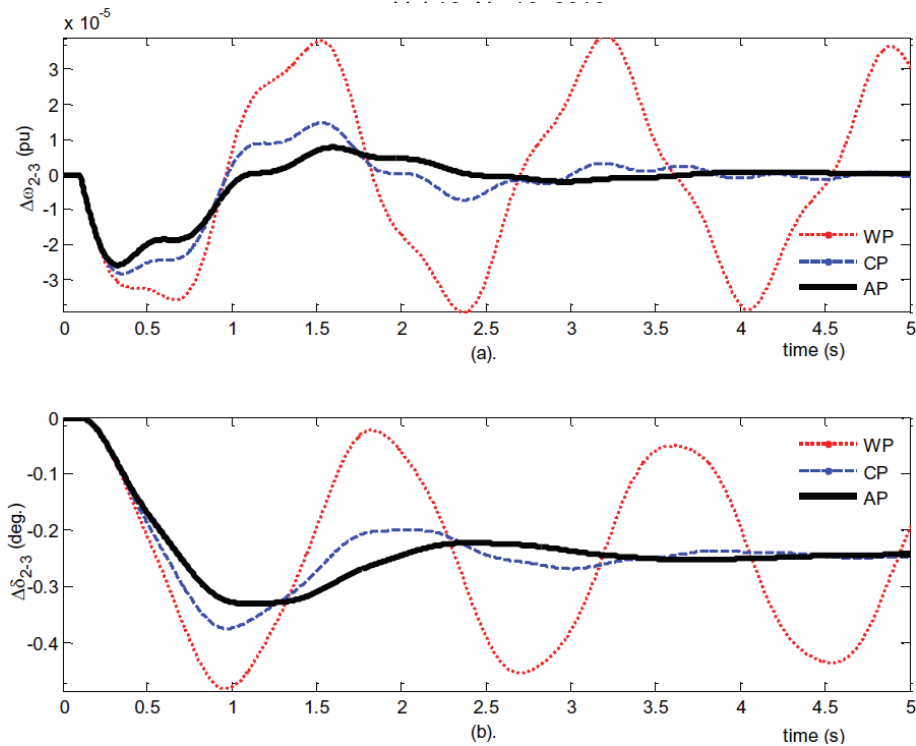 x 10⁻⁵
3
2
1
0
-1
-2
-3
Δω₂₋₃ (pu)
WP
CP
AP
0 0.5 1 1.5 2 2.5 3 3.5 4 4.5 5
(a). time (s)
0
-0.1
-0.2
-0.3
-0.4
Δδ₂₋₃ (deg.)
WP
CP
AP
0 0.5 1 1.5 2 2.5 3 3.5 4 4.5 5
(b). time (s)